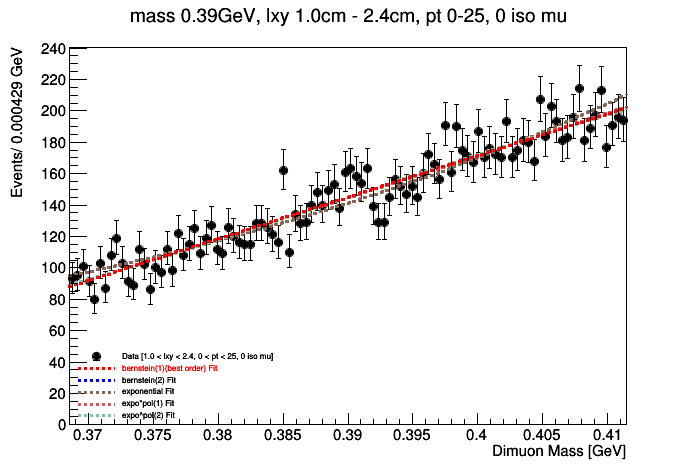 mass 0.39GeV, lxy 1.0cm - 2.4cm, pt 0-25, 0 iso mu
Events/ 0.000429 GeV
240
220
200
180
160
140
120
100
80
60
40
20
0
Data [1.0 < lxy < 2.4, 0 < pt < 25, 0 iso mu]
bernstein(1)(best order) Fit
bernstein(2) Fit
exponential Fit
expo*pol(1) Fit
expo*pol(2) Fit
0.37 0.375 0.38 0.385 0.39 0.395 0.4 0.405 0.41
Dimuon Mass [GeV]